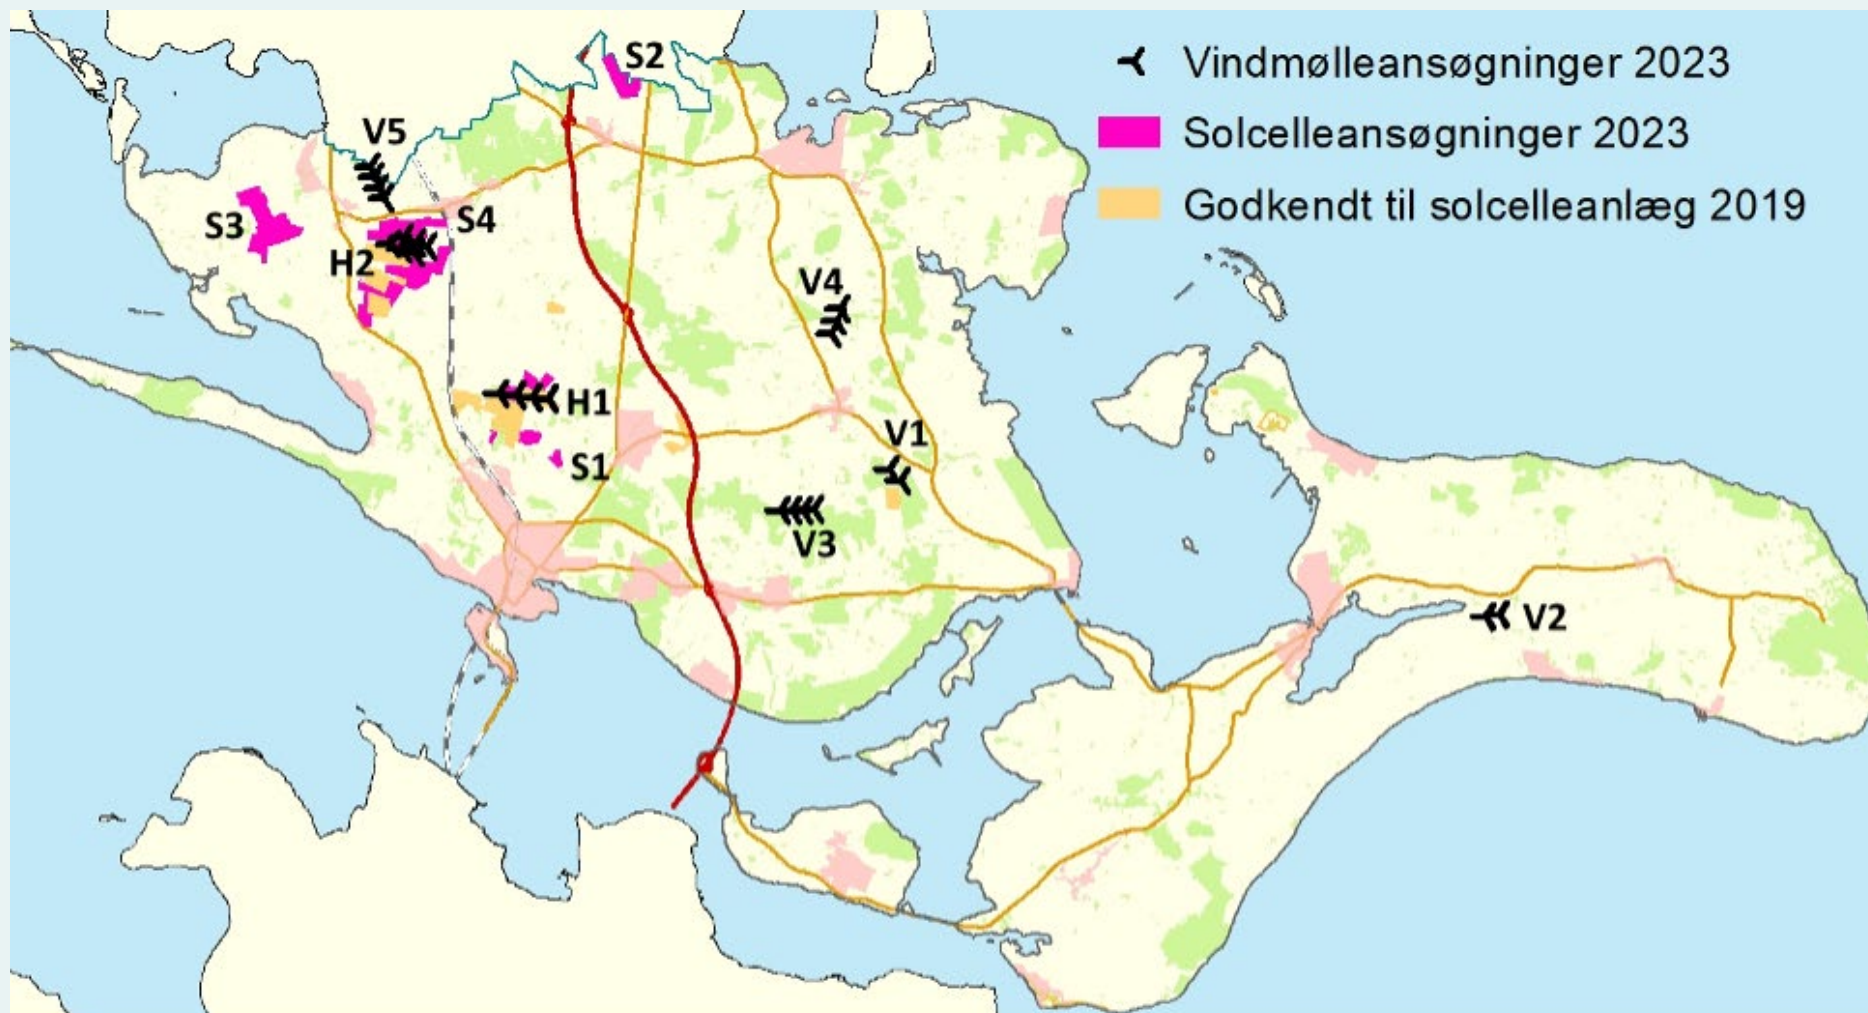 S2
Vindmølleansøgninger 2023
V5
Solcelleansøgninger 2023
S3
S4
Godkendt til solcelleanlæg 2019
H2
V4
H1
V1
S1
V3
V2